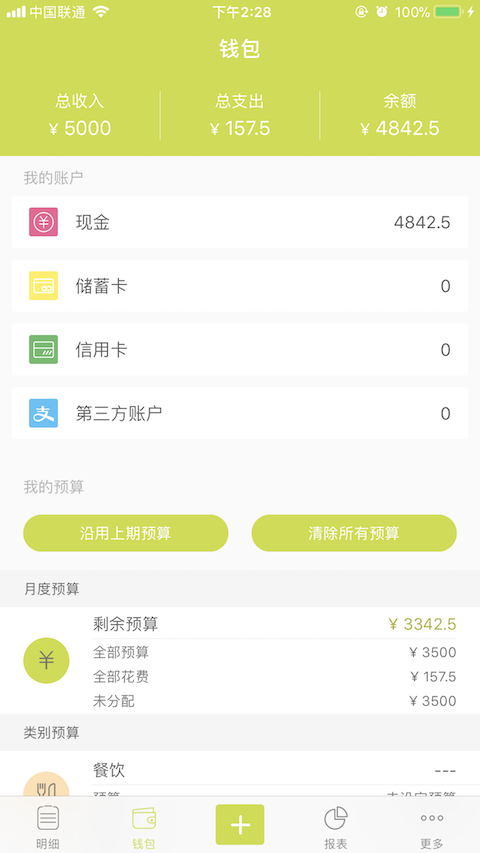 中国联通 下午2:28 100%
钱包
总收入 总支出 余额
¥ 5000 ¥ 157.5 ¥ 4842.5
我的账户
现金 4842.5
储蓄卡 0
信用卡 0
第三方账户 0
我的预算
沿用上期预算 清除所有预算
月度预算
剩余预算 ¥ 3342.5
全部预算 ¥ 3500
全部花费 ¥ 157.5
未分配 ¥ 3500
类别预算
餐饮 ---
明细 钱包 报表 更多